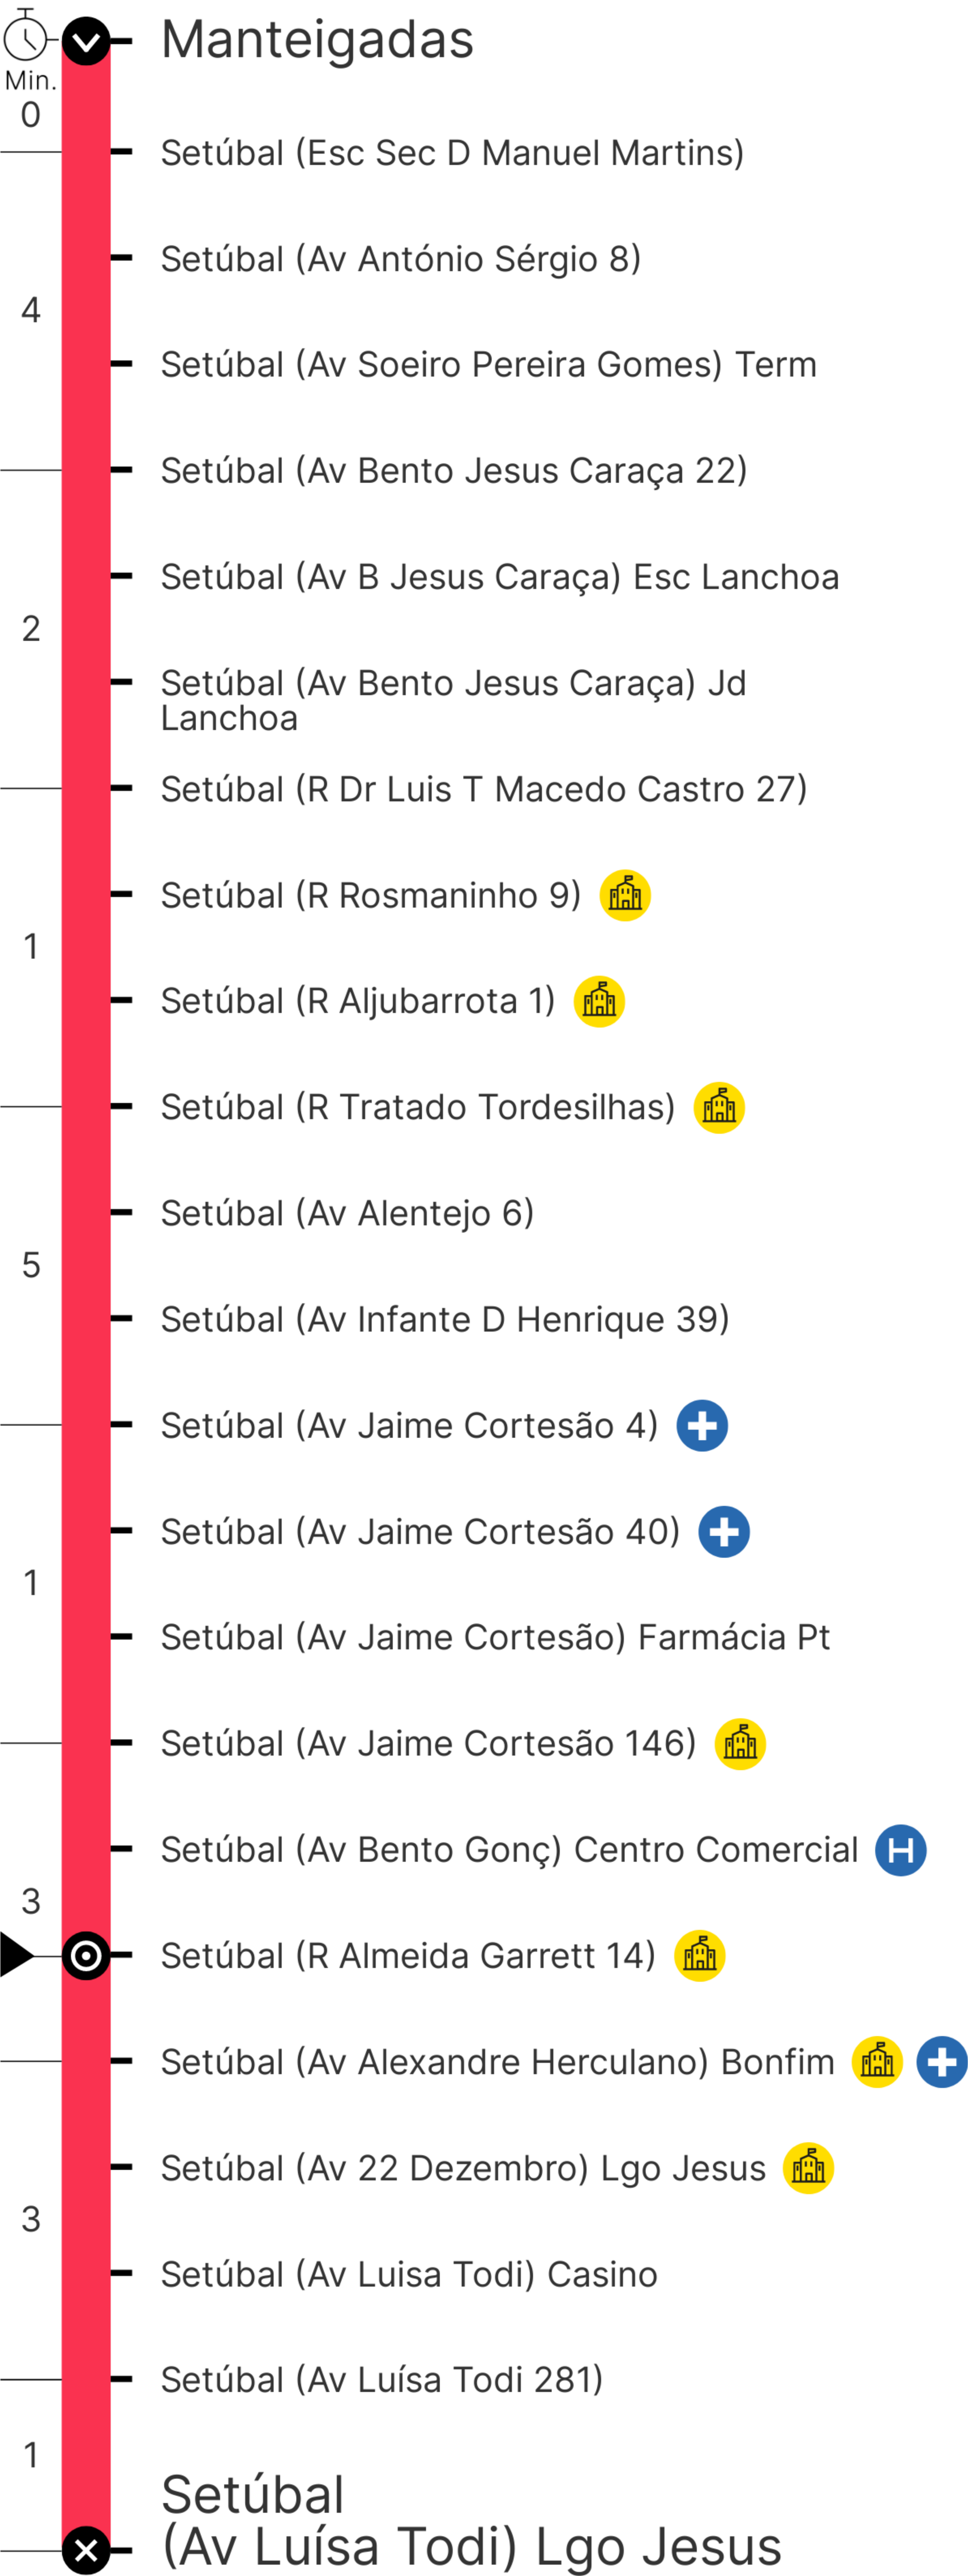 Manteigadas
Min.
0
Setúbal (Esc Sec D Manuel Martins)
Setúbal (Av António Sérgio 8)
4
Setúbal (Av Soeiro Pereira Gomes) Term
Setúbal (Av Bento Jesus Caraça 22)
Setúbal (Av B Jesus Caraça) Esc Lanchoa
2
Setúbal (Av Bento Jesus Caraça) Jd
Lanchoa
Setúbal (R Dr Luis T Macedo Castro 27)
Setúbal (R Rosmaninho 9)
1
Setúbal (R Aljubarrota 1)
Setúbal (R Tratado Tordesilhas)
Setúbal (Av Alentejo 6)
5
Setúbal (Av Infante D Henrique 39)
Setúbal (Av Jaime Cortesão 4)
Setúbal (Av Jaime Cortesão 40)
1
Setúbal (Av Jaime Cortesão) Farmácia Pt
Setúbal (Av Jaime Cortesão 146)
Setúbal (Av Bento Gonç) Centro Comercial H
3
Setúbal (R Almeida Garrett 14)
Setúbal (Av Alexandre Herculano) Bonfim
Setúbal (Av 22 Dezembro) Lgo Jesus
3
Setúbal (Av Luisa Todi) Casino
Setúbal (Av Luísa Todi 281)
1
Setúbal
(Av Luísa Todi) Lgo Jesus